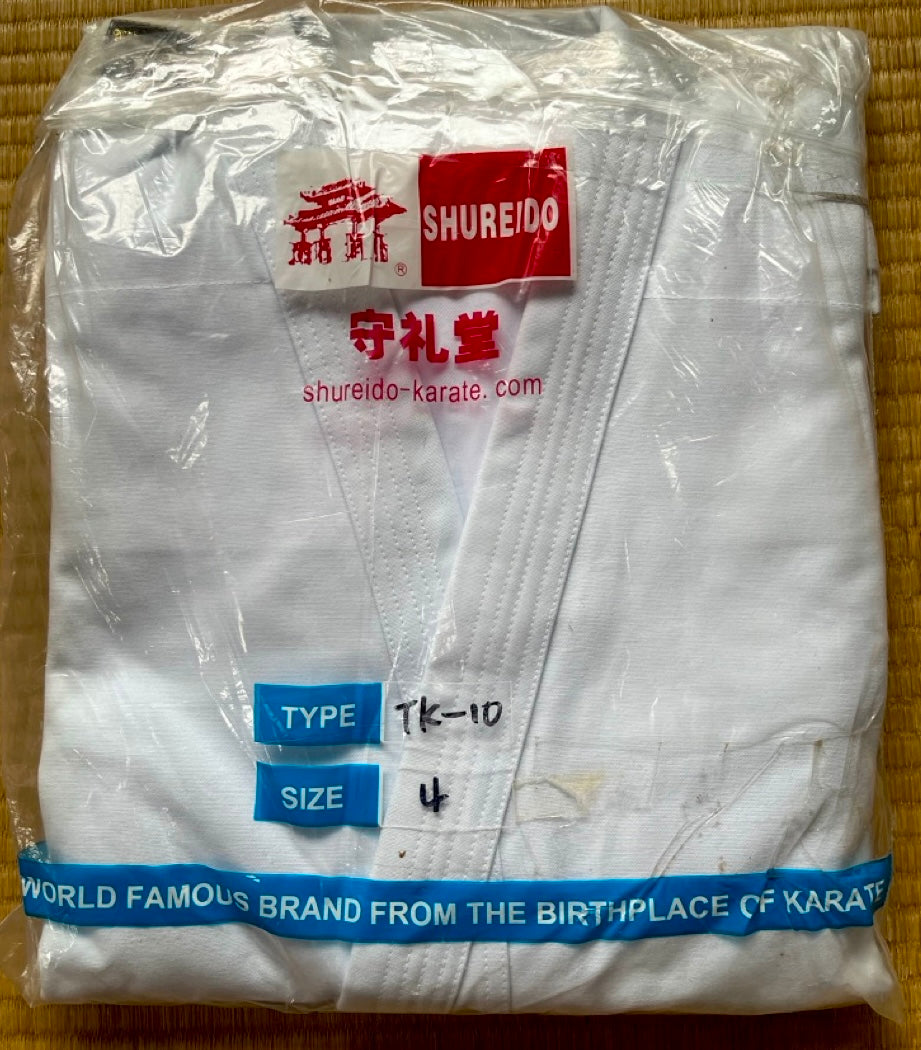 SHUREIDO
®
守礼堂
shureido-karate. com
TYPE TK-10
SIZE 4
WORLD FAMOUS BRAND FROM THE BIRTHPLACE OF KARATE